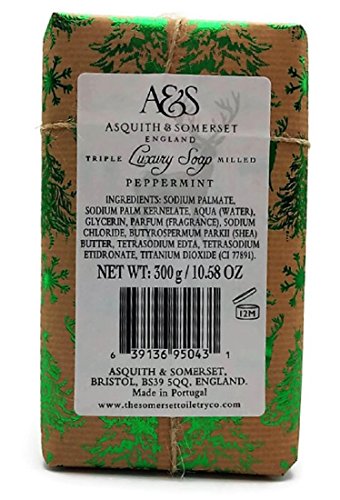 A&S
ASQUITH & SOMERSET
ENGLAND
TRIPLE Luxury Soap MILLED
PEPPERMINT
INGREDIENTS: SODIUM PALMATE,
SODIUM PALM KERNELATE, AQUA (WATER),
GLYCERIN, PARFUM (FRAGRANCE), SODIUM
CHLORIDE, BUTYROSPERMUM PARKII (SHEA)
BUTTER, TETRASODIUM EDTA, TETRASODIUM
ETIDRONATE, TITANIUM DIOXIDE (CI 77891).
NET WT: 300 g / 10.58 OZ
12M
6 39136 95043 1
ASQUITH & SOMERSET,
BRISTOL, BS39 5QQ, ENGLAND.
Made in Portugal
www.thesomersettoiletryco.com